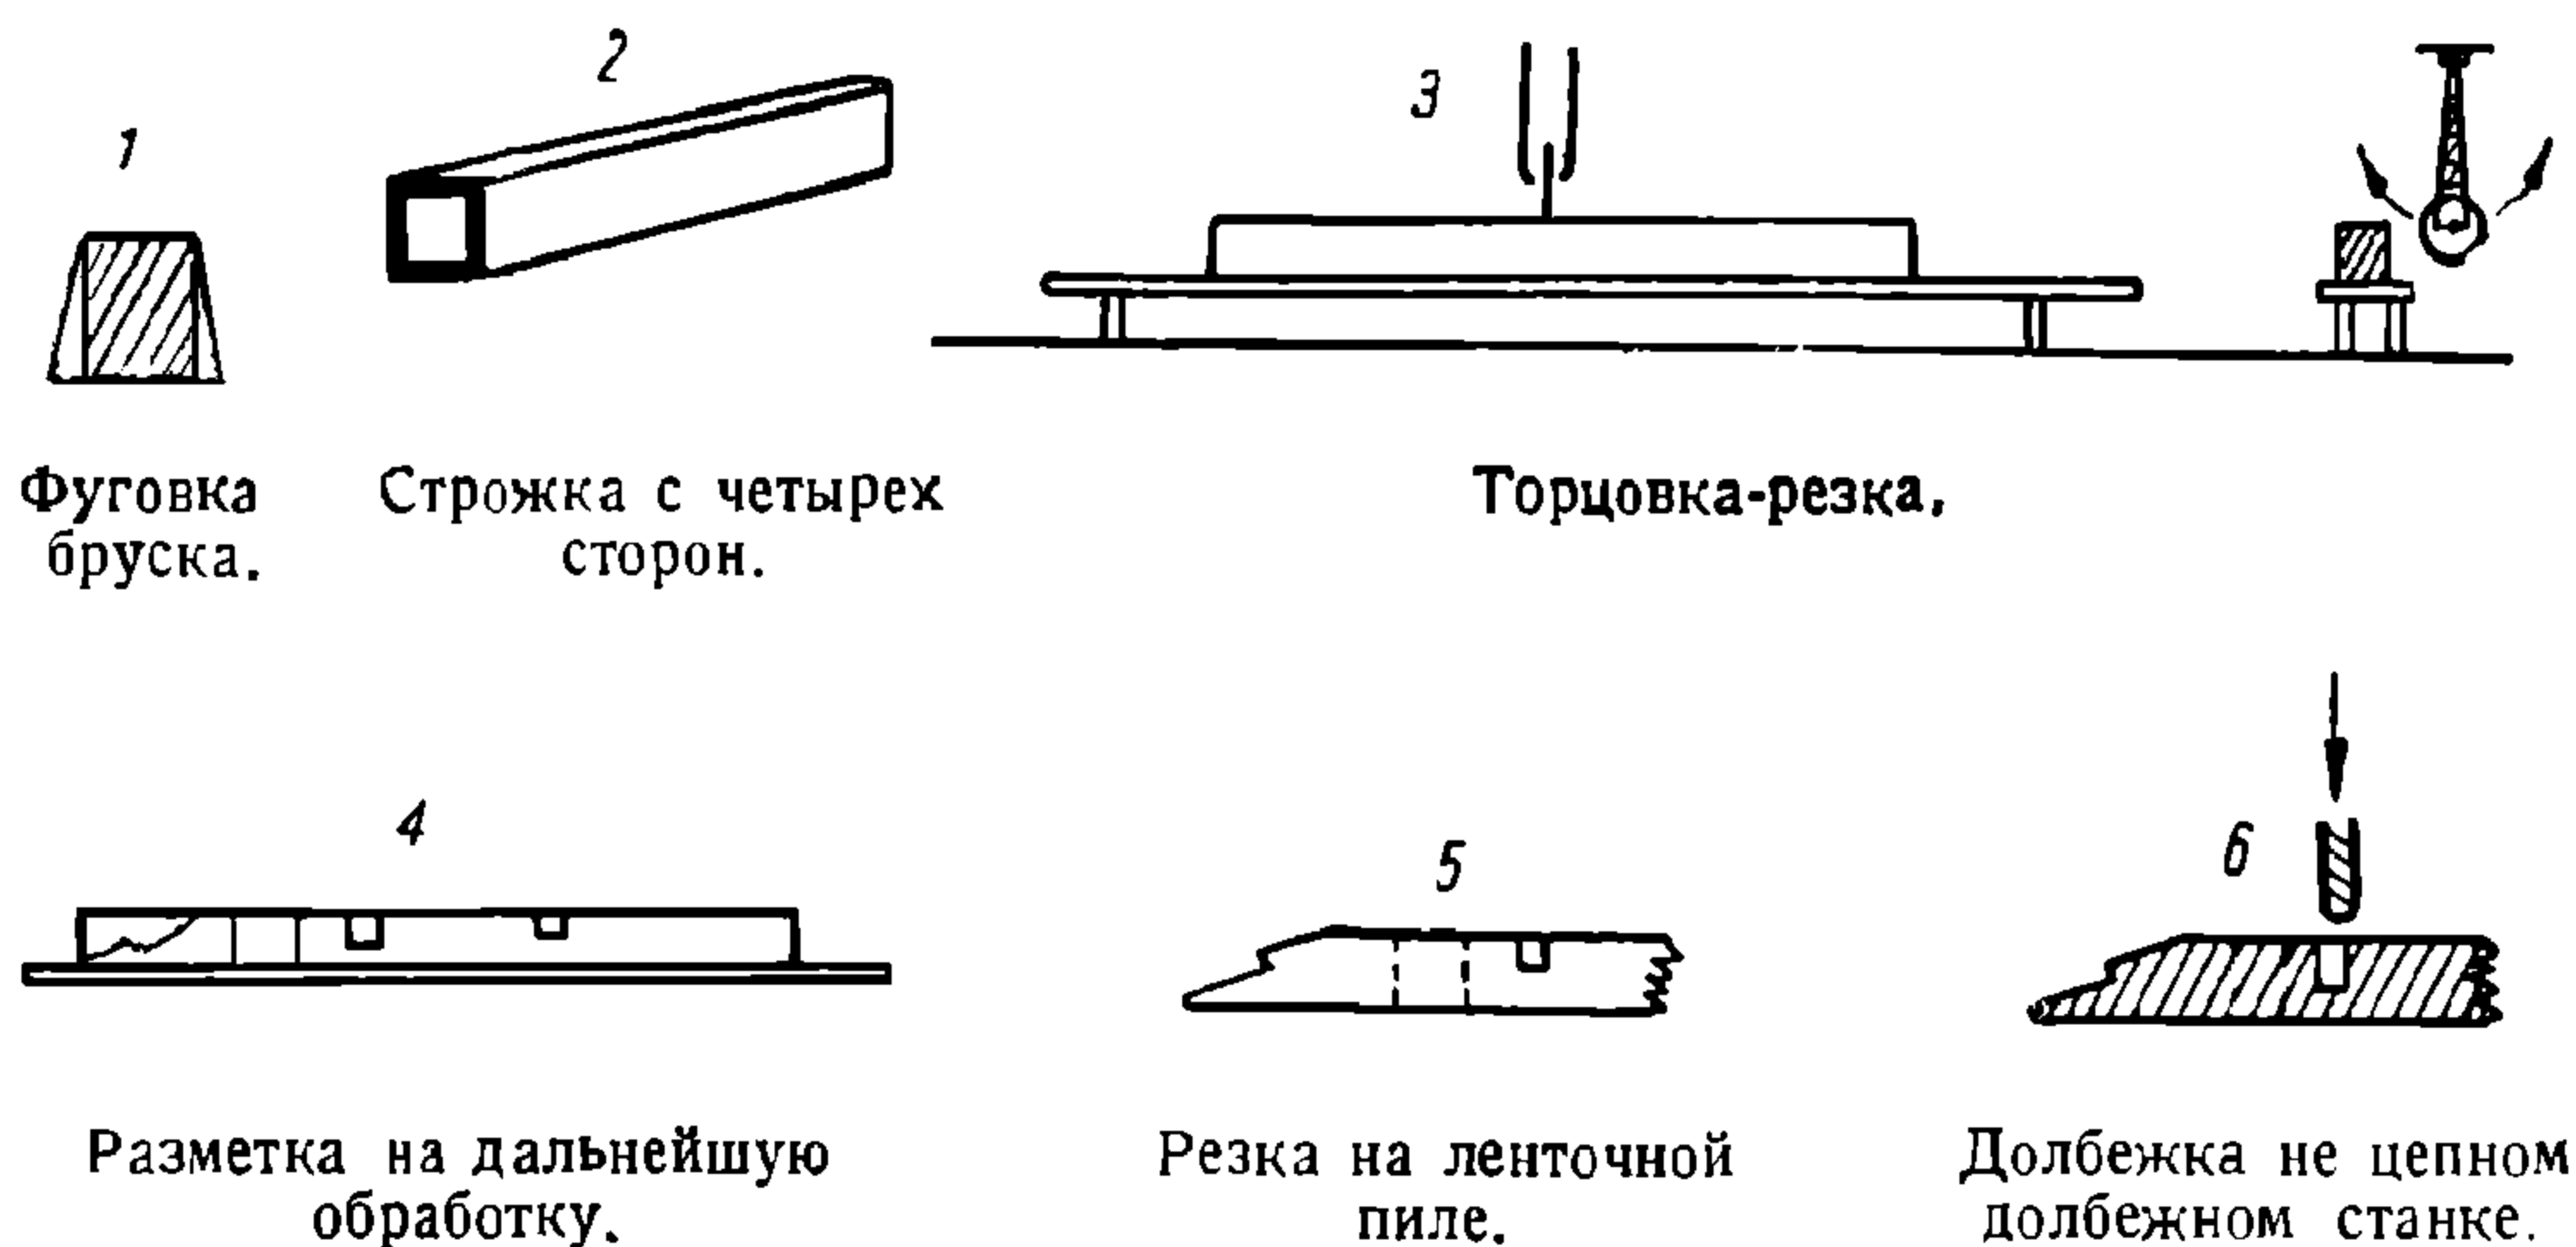 1
2
3
Фуговка
бруска.
Строжка с четырех
сторон.
Торцовка-резка.
4
5
6
Разметка на дальнейшую
обработку.
Резка на ленточной
пиле.
Долбежка не цепном
долбежном станке.